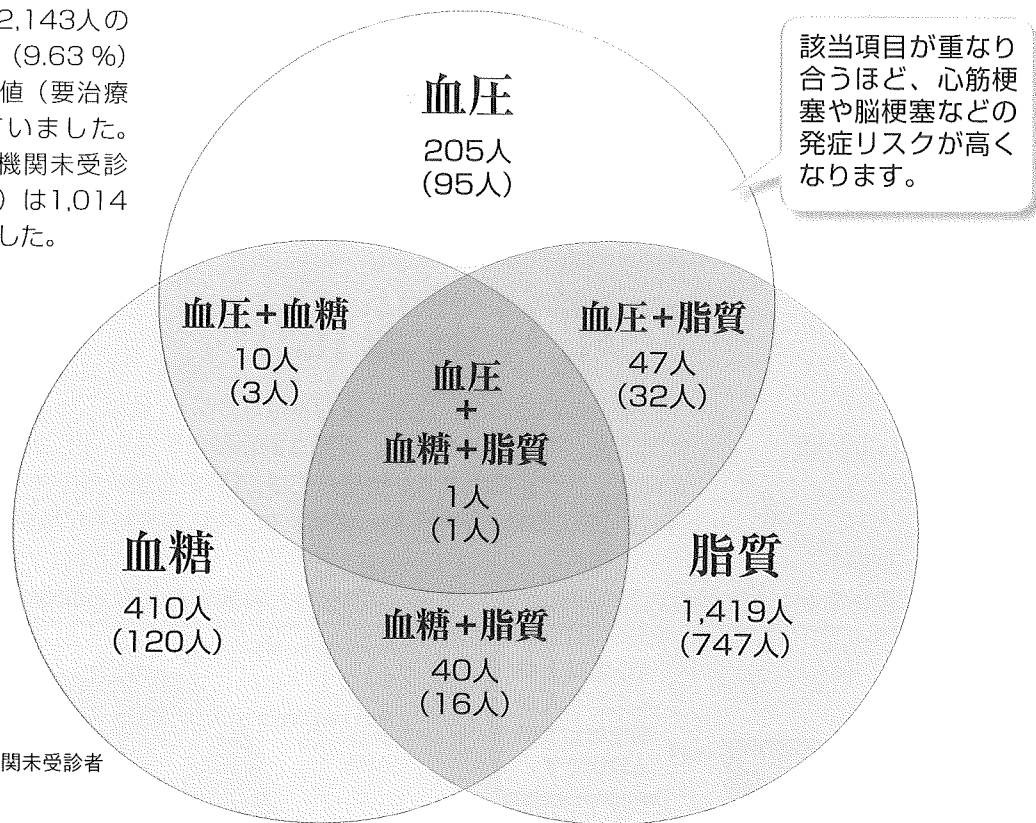 2,143人の
（9.63％）
値（要治療
ていました。
機関未受診
）は1,014
した。
血圧
205人
(95人)
該当項目が重なり
合うほど、心筋梗
塞や脳梗塞などの
発症リスクが高く
なります。
血圧+血糖
10人
(3人)
血圧+脂質
47人
(32人)
血圧
+
血糖+脂質
1人
(1人)
血糖
410人
(120人)
脂質
1,419人
(747人)
血糖+脂質
40人
(16人)
関未受診者